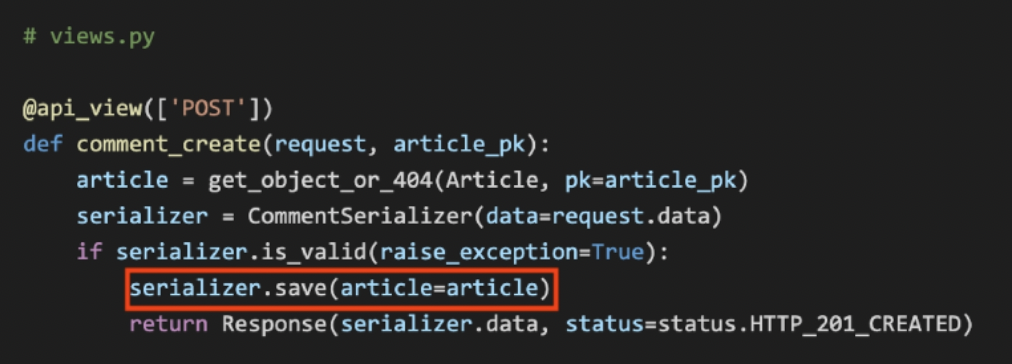 # views.py
@api_view(['POST'])
def comment_create(request, article_pk):
    article = get_object_or_404(Article, pk=article_pk)
    serializer = CommentSerializer(data=request.data)
    if serializer.is_valid(raise_exception=True):
        serializer.save(article=article)
        return Response(serializer.data, status=status.HTTP_201_CREATED)